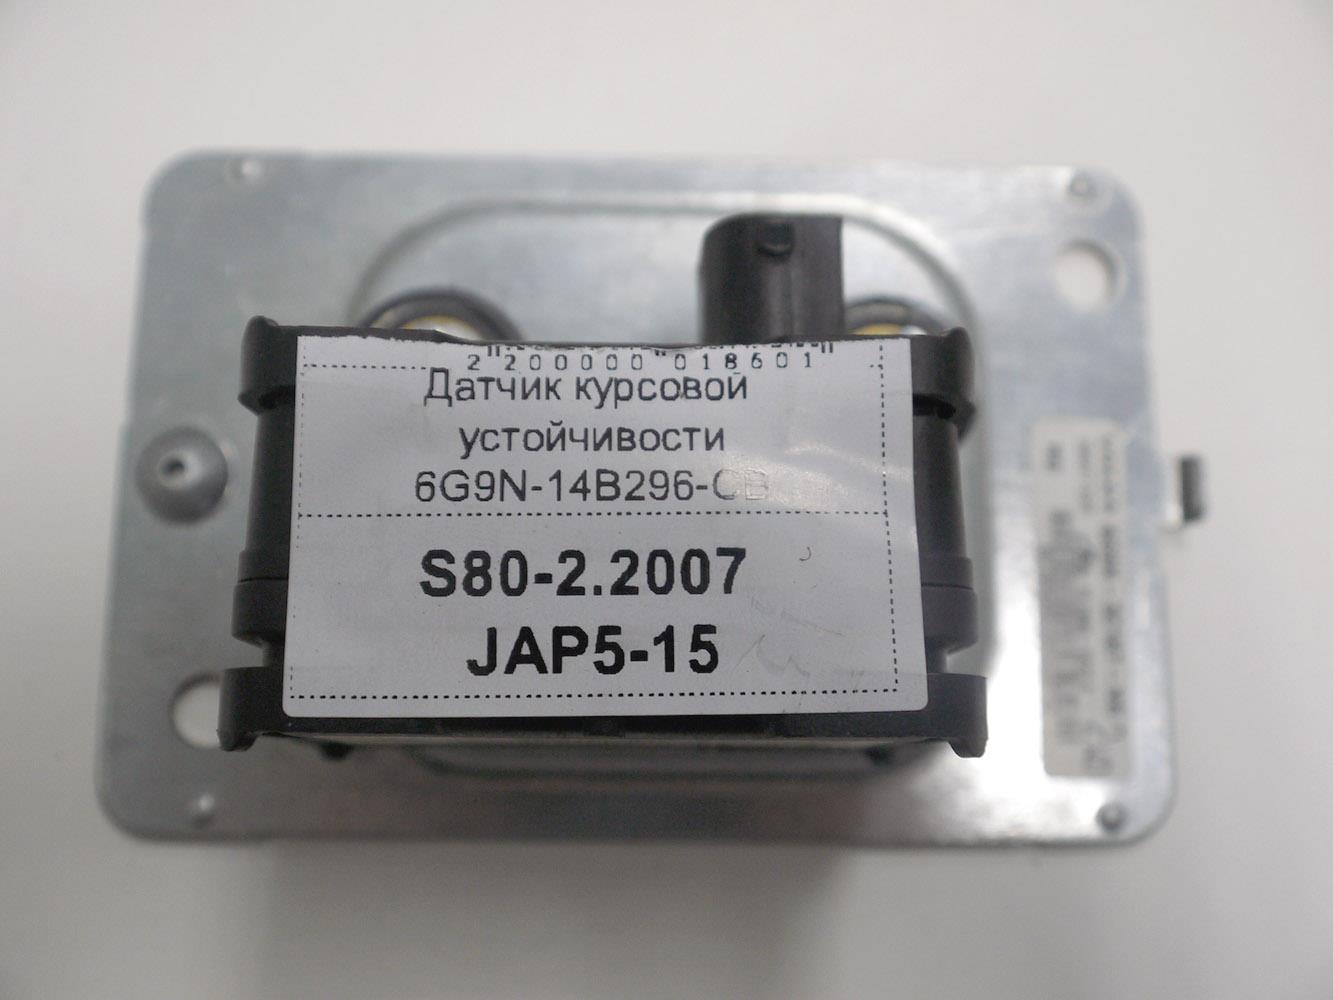 2 200000 018601
Датчик курсовой
устойчивости
6G9N-14B296-CB
S80-2.2007
JAP5-15